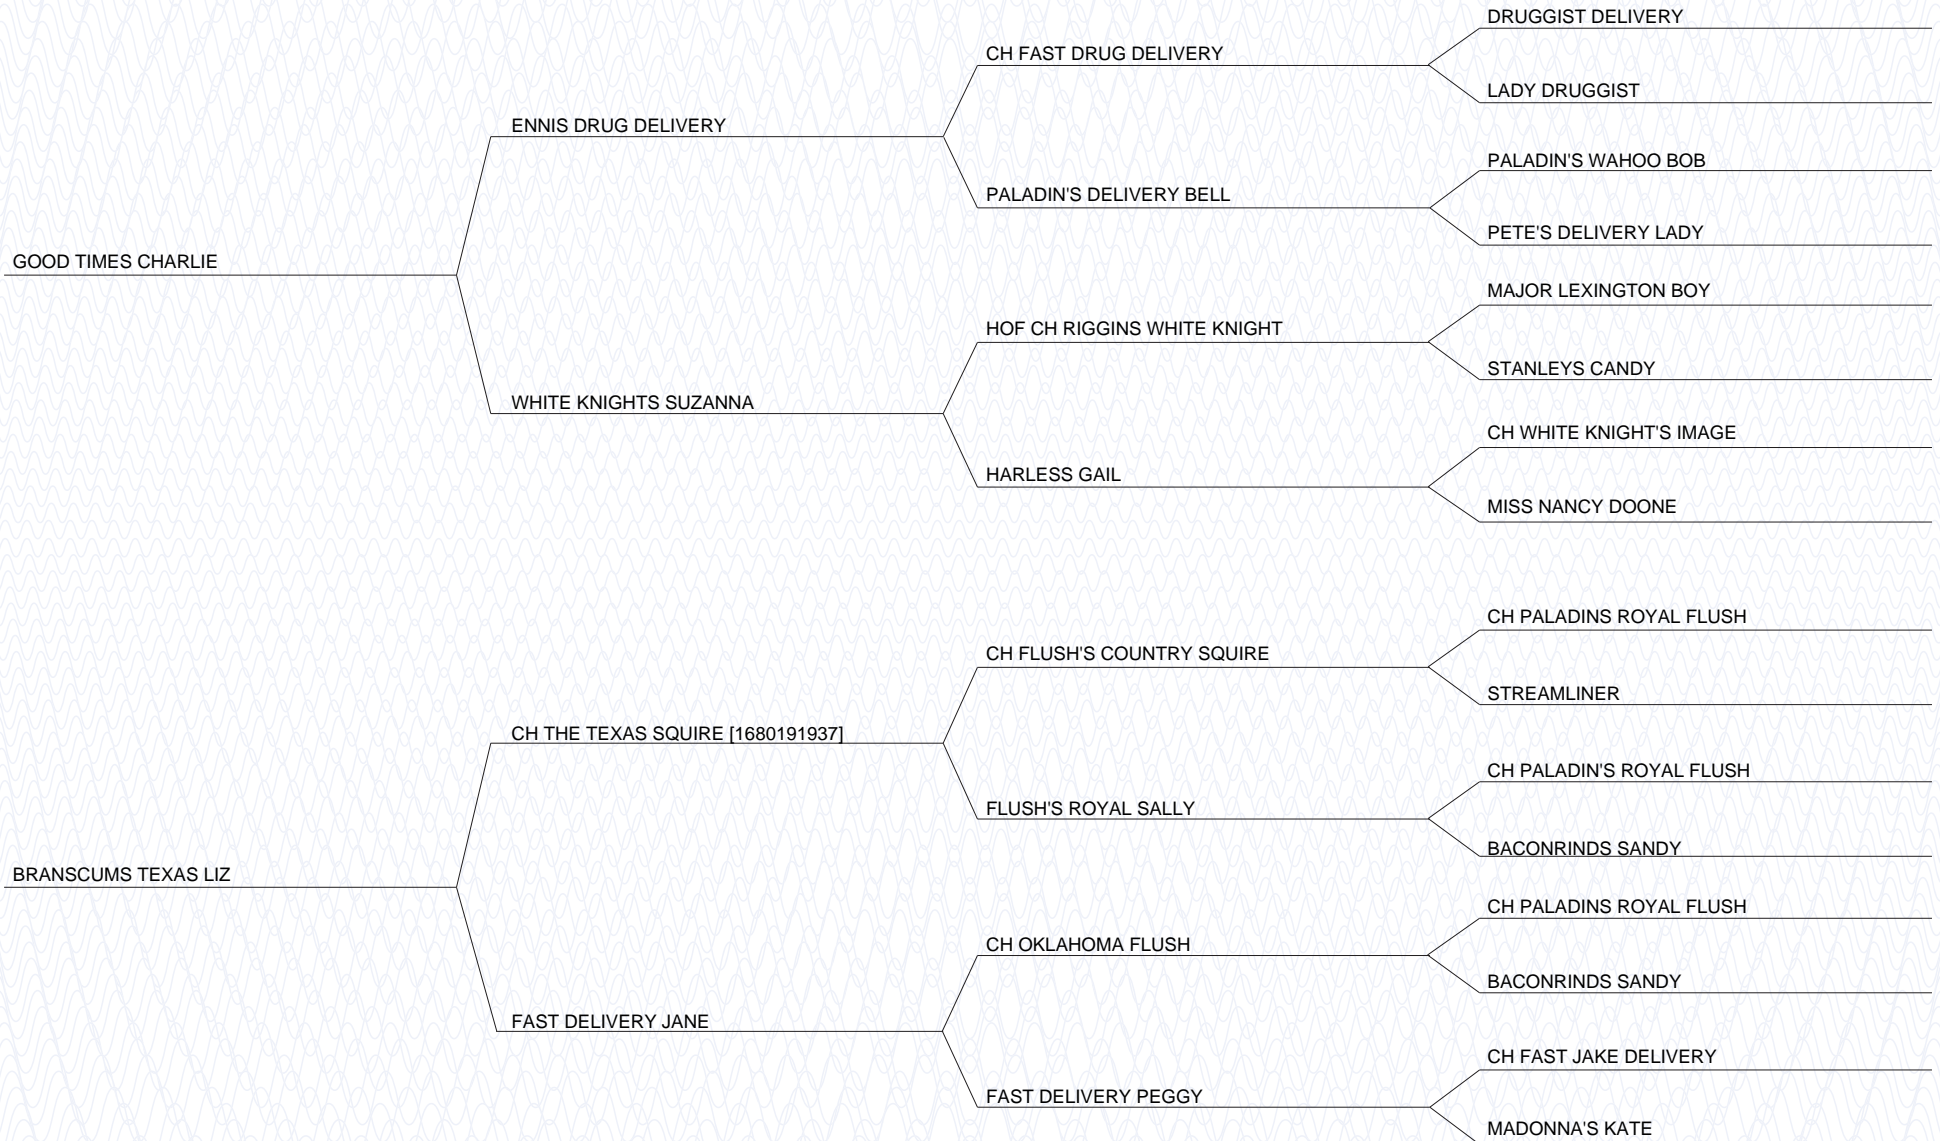 DRUGGIST DELIVERY
CH FAST DRUG DELIVERY
LADY DRUGGIST
ENNIS DRUG DELIVERY
PALADIN'S WAHOO BOB
PALADIN'S DELIVERY BELL
PETE'S DELIVERY LADY
GOOD TIMES CHARLIE
MAJOR LEXINGTON BOY
HOF CH RIGGINS WHITE KNIGHT
STANLEYS CANDY
WHITE KNIGHTS SUZANNA
CH WHITE KNIGHT'S IMAGE
HARLESS GAIL
MISS NANCY DOONE
CH PALADINS ROYAL FLUSH
CH FLUSH'S COUNTRY SQUIRE
STREAMLINER
CH THE TEXAS SQUIRE [1680191937]
CH PALADIN'S ROYAL FLUSH
FLUSH'S ROYAL SALLY
BACONRINDS SANDY
BRANSCUMS TEXAS LIZ
CH PALADINS ROYAL FLUSH
CH OKLAHOMA FLUSH
BACONRINDS SANDY
FAST DELIVERY JANE
CH FAST JAKE DELIVERY
FAST DELIVERY PEGGY
MADONNA'S KATE